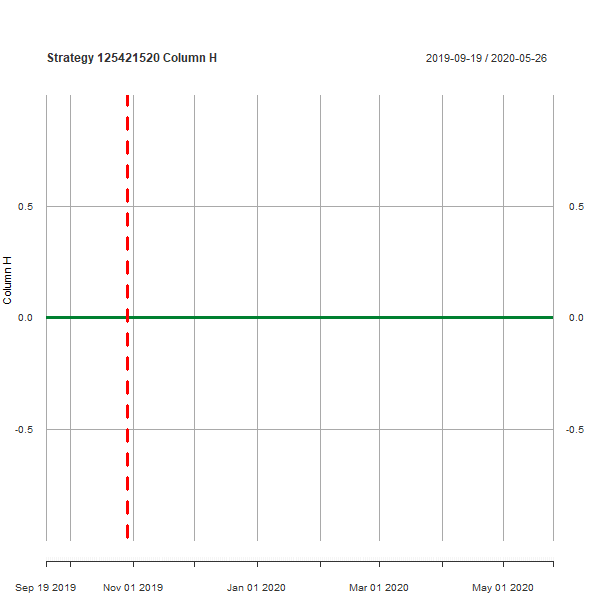 Strategy 125421520 Column H
2019-09-19 / 2020-05-26
0.5
0.5
Column H
0.0
0.0
-0.5
-0.5
Sep 19 2019
Nov 01 2019
Jan 01 2020
Mar 01 2020
May 01 2020